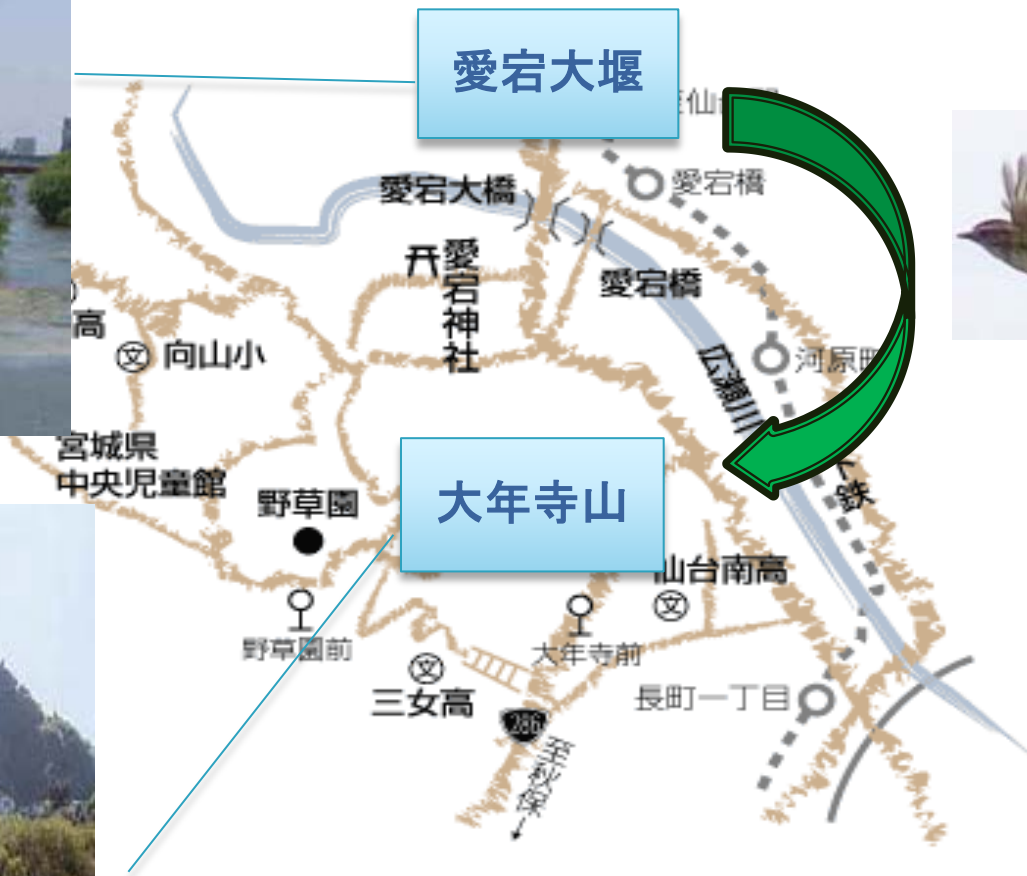 愛宕大堰
愛宕橋
愛宕大橋
愛宕神社
愛宕橋
高
向山小
河原町
広瀬川
宮城県
中央児童館
野草園
大年寺山
鉄
仙台南高
野草園前
大年寺前
三女高
長町一丁目
286
至秋保